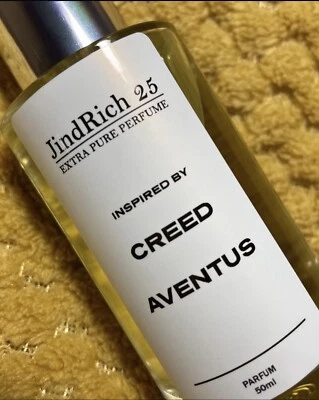 JindRich 25
EXTRA PURE PERFUME
INSPIRED BY
CREED
AVENTUS
PARFUM
50ml